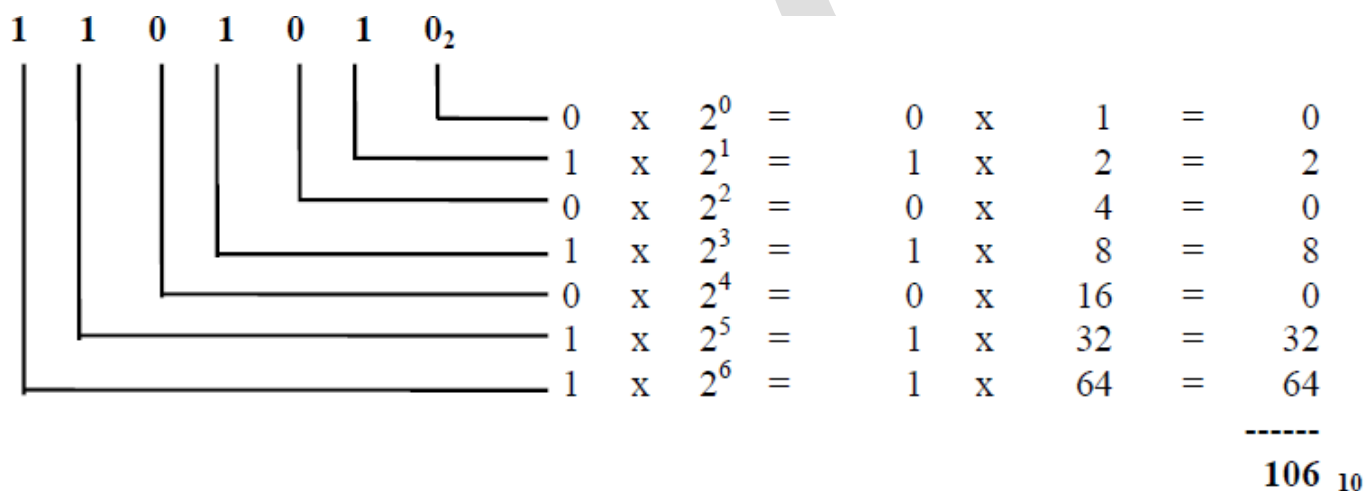 1 1 0 1 0 1 0₂
0 x 2⁰ = 0 x 1 = 0
1 x 2¹ = 1 x 2 = 2
0 x 2² = 0 x 4 = 0
1 x 2³ = 1 x 8 = 8
0 x 2⁴ = 0 x 16 = 0
1 x 2⁵ = 1 x 32 = 32
1 x 2⁶ = 1 x 64 = 64
------
106 ₁₀